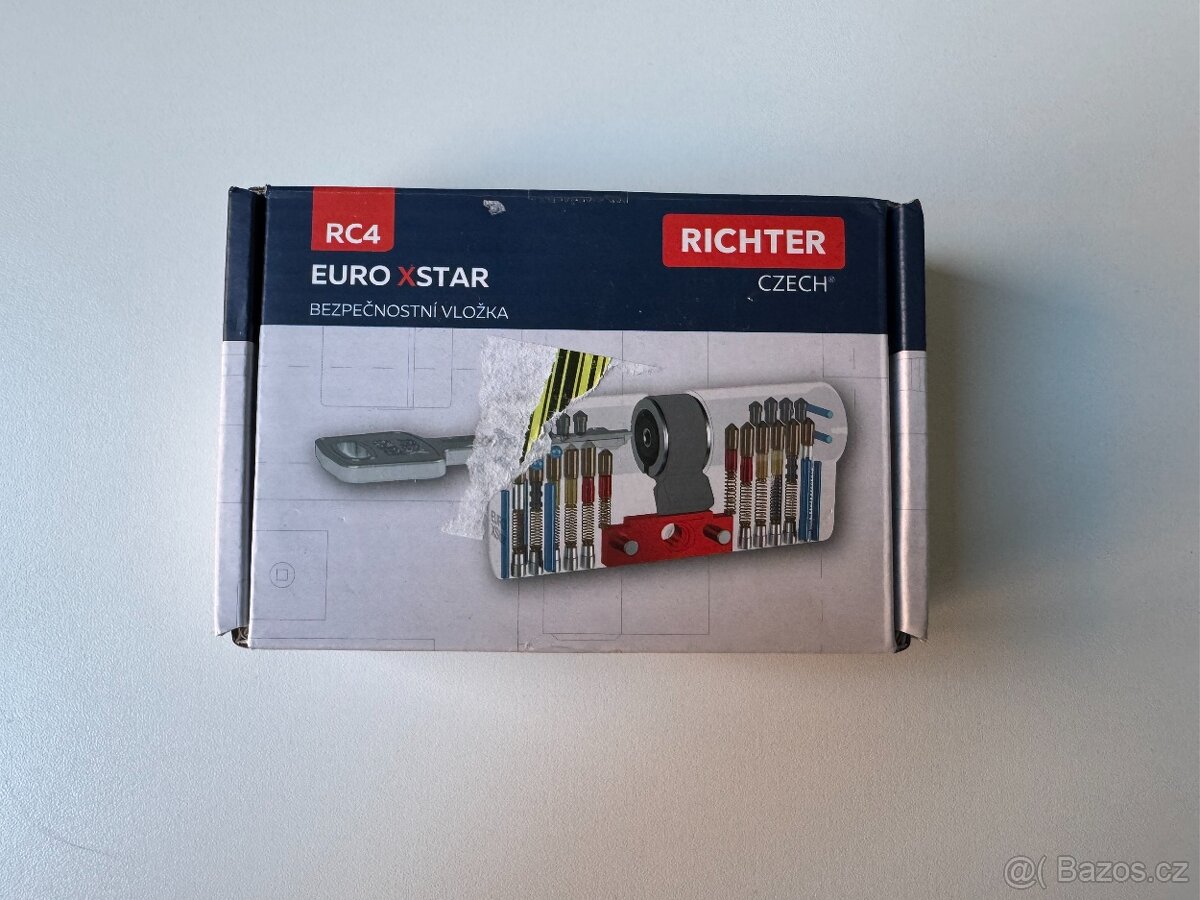 RC4
EURO XSTAR
BEZPEČNOSTNÍ VLOŽKA
RICHTER
CZECH®
@( Bazos.cz